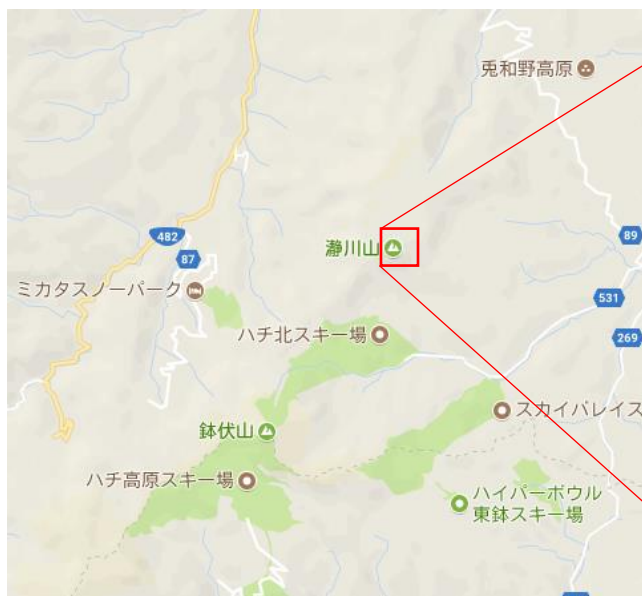 兎和野高原
482
87
瀞川山
89
ミカタスノーパーク
531
ハチ北スキー場
269
スカイバレイス
鉢伏山
ハチ高原スキー場
ハイパーボウル
東鉢スキー場